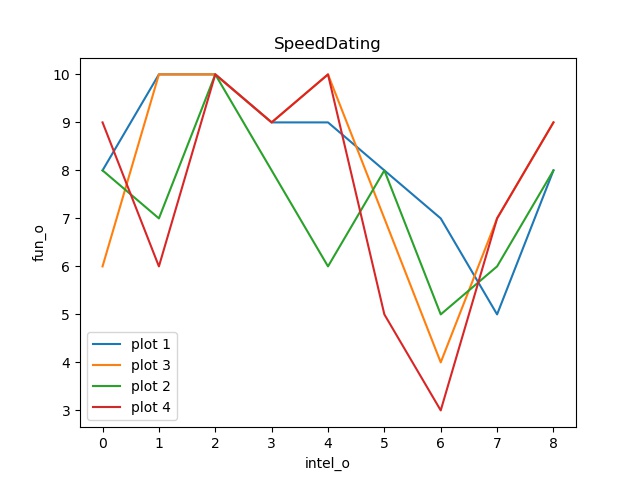 SpeedDating
10
9
8
7
6
5
4
3
fun_o
plot 1
plot 3
plot 2
plot 4
0 1 2 3 4 5 6 7 8
intel_o